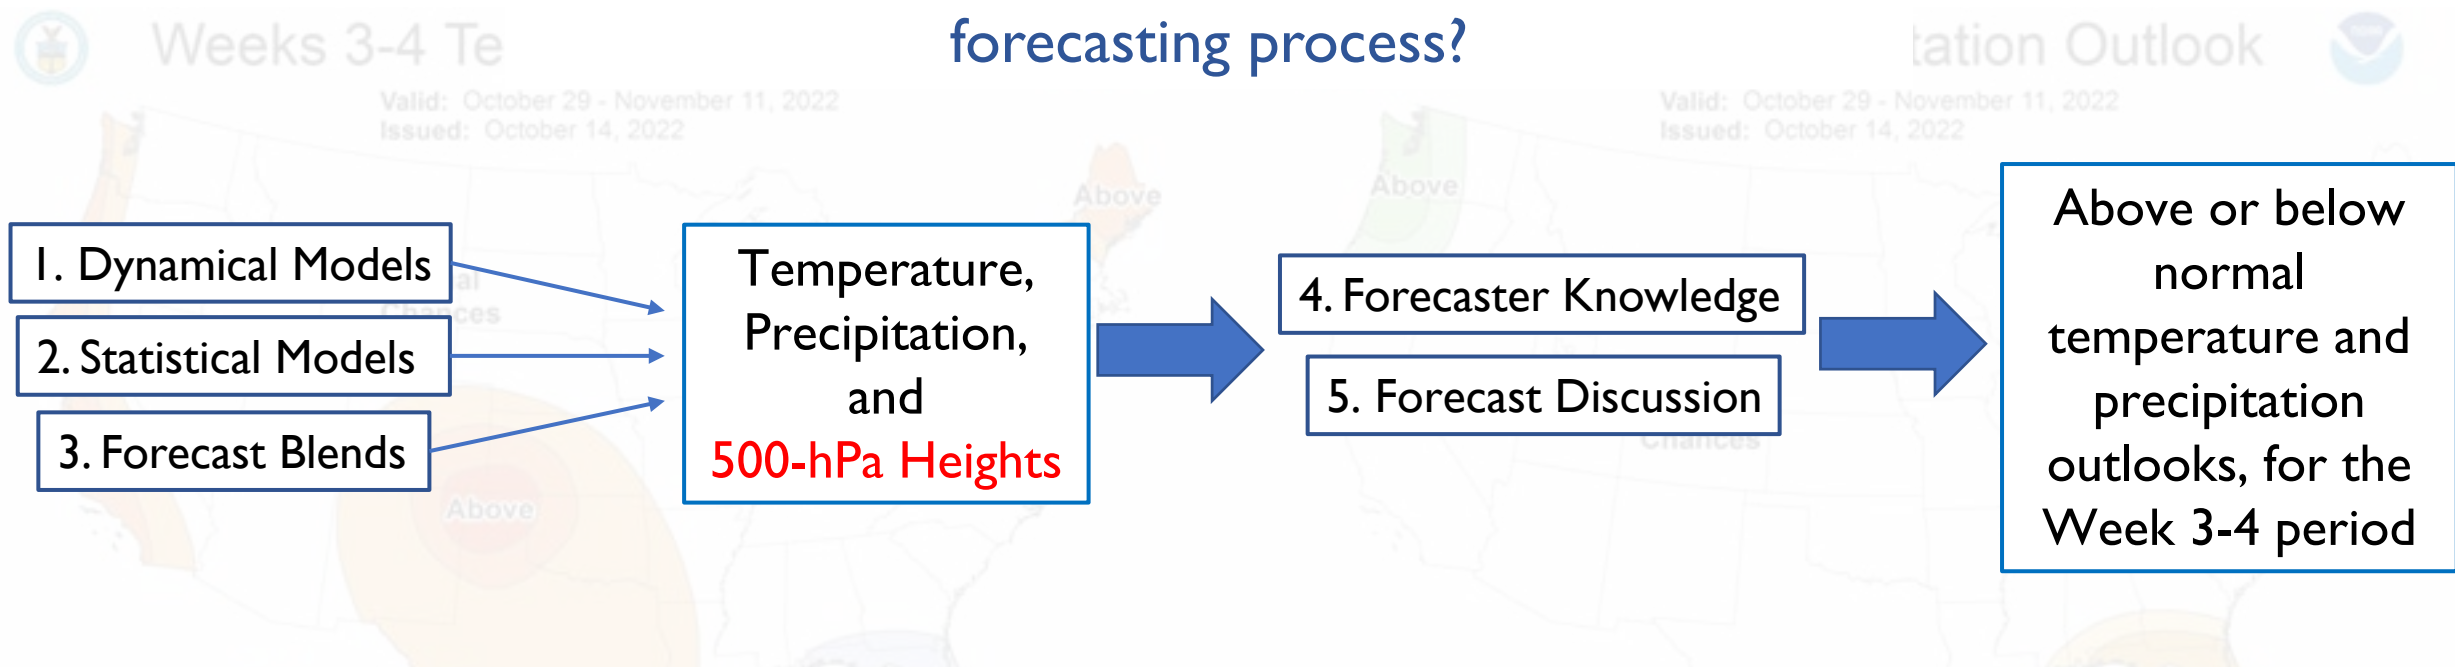 forecasting process?
Weeks 3-4 Te
tation Outlook
Valid: October 29 - November 11, 2022
Issued: October 14, 2022
Valid: October 29 - November 11, 2022
Issued: October 14, 2022
Above
Above
1. Dynamical Models
2. Statistical Models
3. Forecast Blends
al
Chances
Above
Temperature,
Precipitation,
and
500-hPa Heights
4. Forecaster Knowledge
5. Forecast Discussion
Chances
Above or below
normal
temperature and
precipitation
outlooks, for the
Week 3-4 period